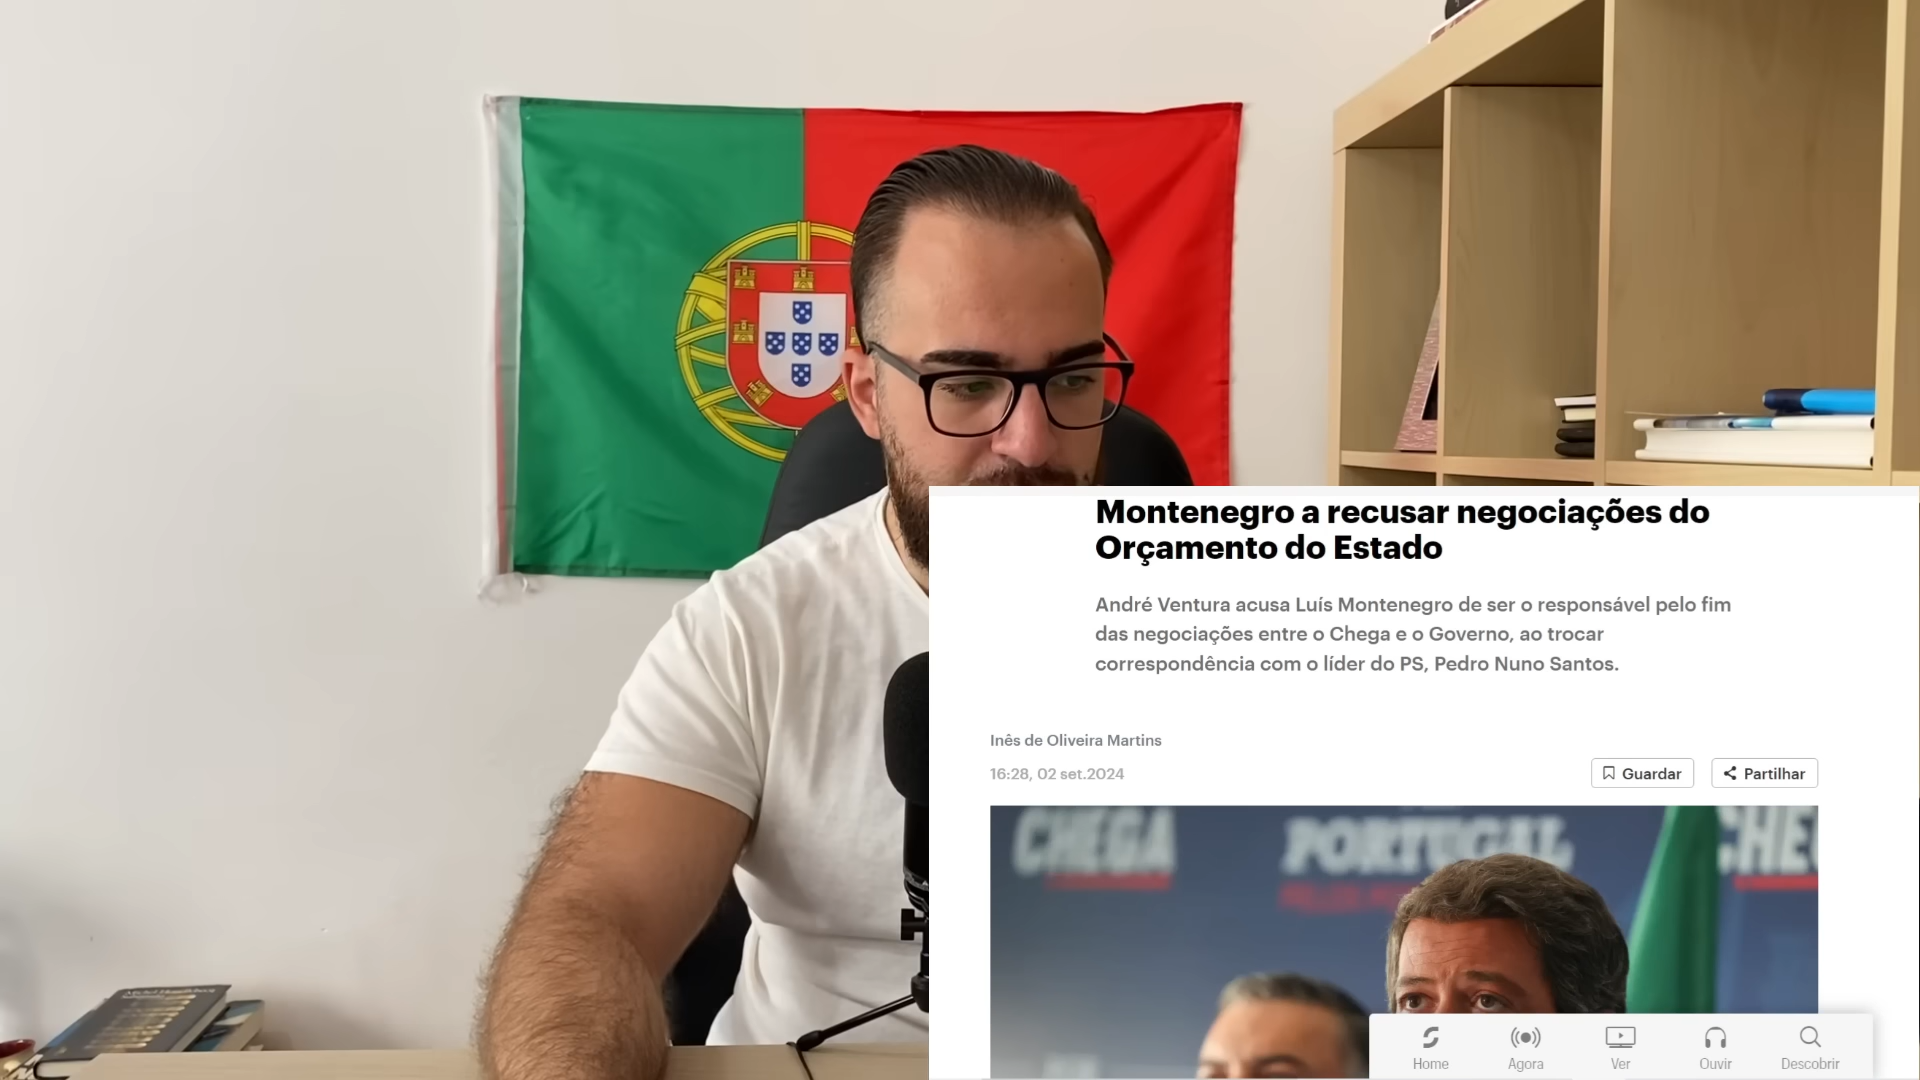 Montenegro a recusar negociações do
Orçamento do Estado
André Ventura acusa Luís Montenegro de ser o responsável pelo fim
das negociações entre o Chega e o Governo, ao trocar
correspondência com o líder do PS, Pedro Nuno Santos.
Inês de Oliveira Martins
16:28, 02 set.2024
Guardar
Partilhar
CHEGA
PORTUGAL
CHE
Home
Agora
Ver
Ouvir
Descobrir